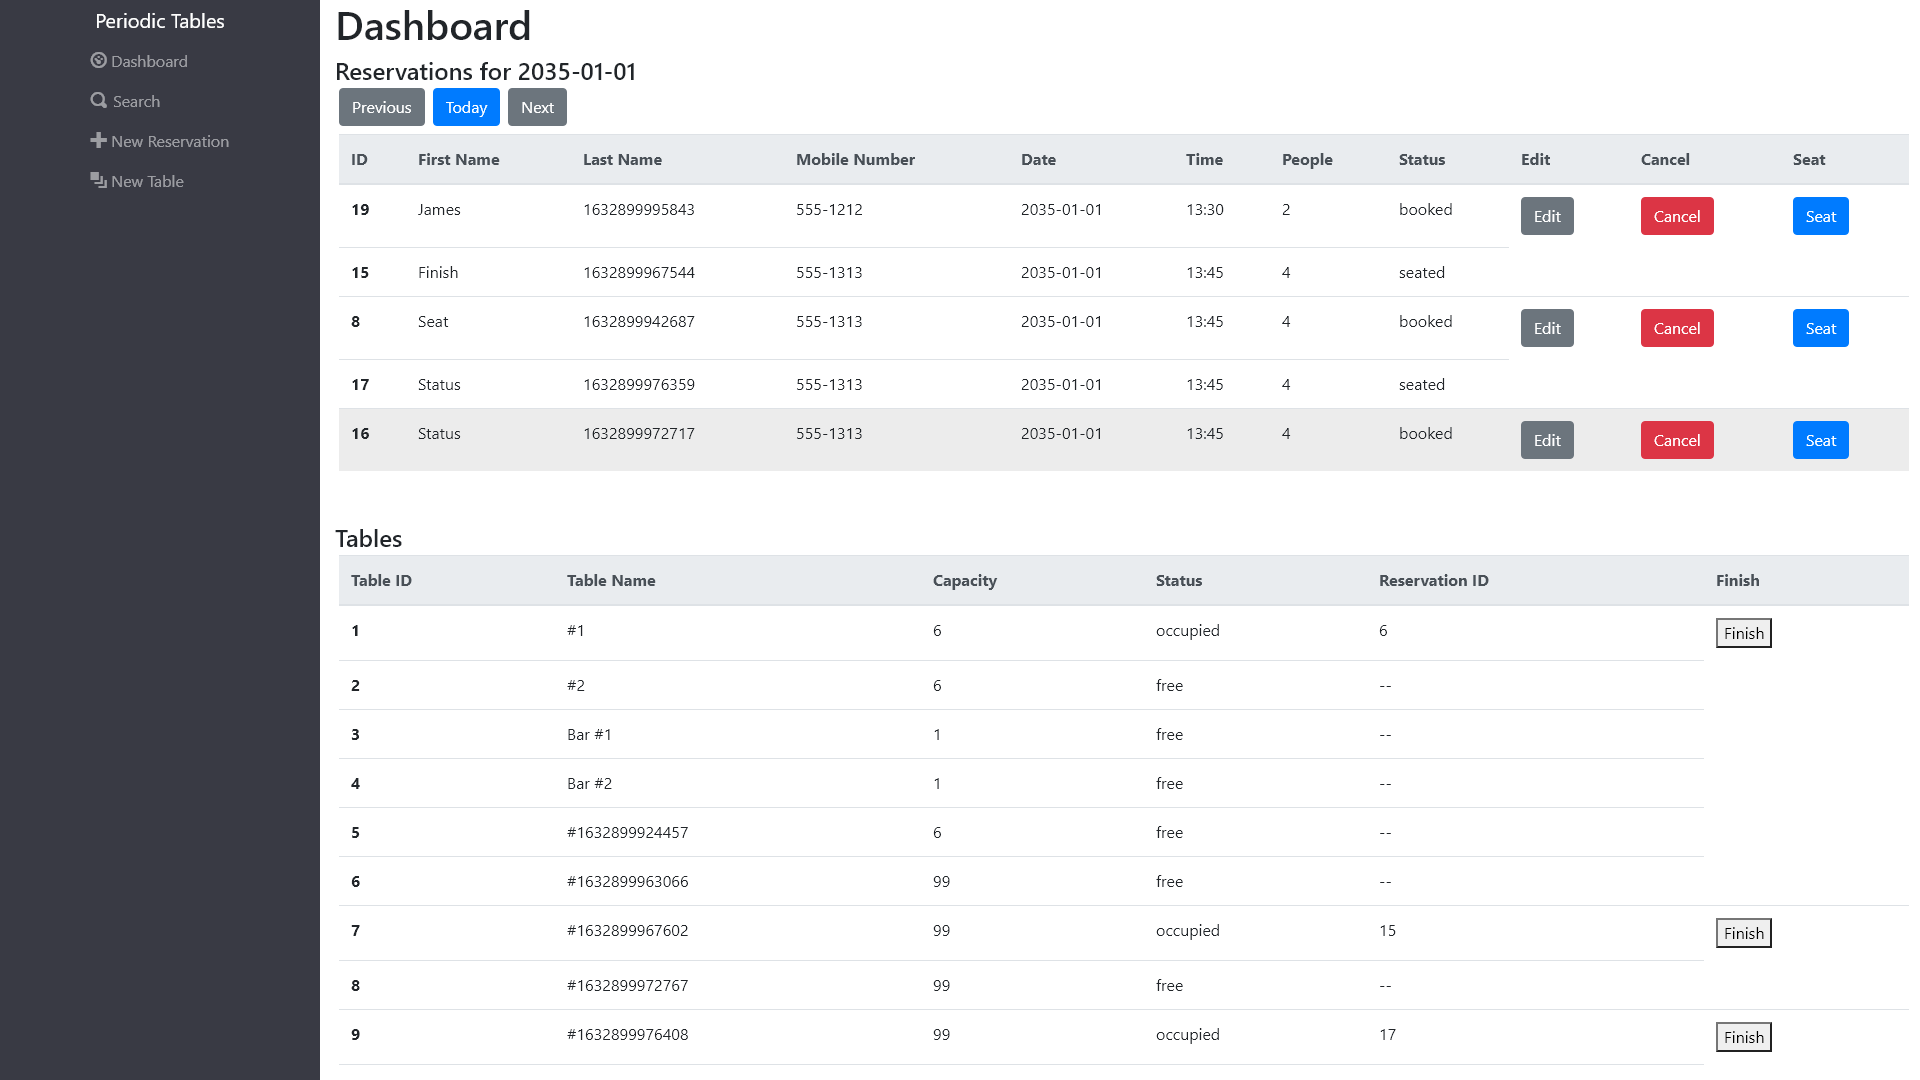 Periodic Tables
Dashboard
Search
New Reservation
New Table
Dashboard
Reservations for 2035-01-01
Previous Today Next
ID First Name Last Name Mobile Number Date Time People Status Edit Cancel Seat
19 James 1632899995843 555-1212 2035-01-01 13:30 2 booked Edit Cancel Seat
15 Finish 1632899967544 555-1313 2035-01-01 13:45 4 seated
8 Seat 1632899942687 555-1313 2035-01-01 13:45 4 booked Edit Cancel Seat
17 Status 1632899976359 555-1313 2035-01-01 13:45 4 seated
16 Status 1632899972717 555-1313 2035-01-01 13:45 4 booked Edit Cancel Seat
Tables
Table ID Table Name Capacity Status Reservation ID Finish
1 #1 6 occupied 6 Finish
2 #2 6 free --
3 Bar #1 1 free --
4 Bar #2 1 free --
5 #1632899924457 6 free --
6 #1632899963066 99 free --
7 #1632899967602 99 occupied 15 Finish
8 #1632899972767 99 free --
9 #1632899976408 99 occupied 17 Finish